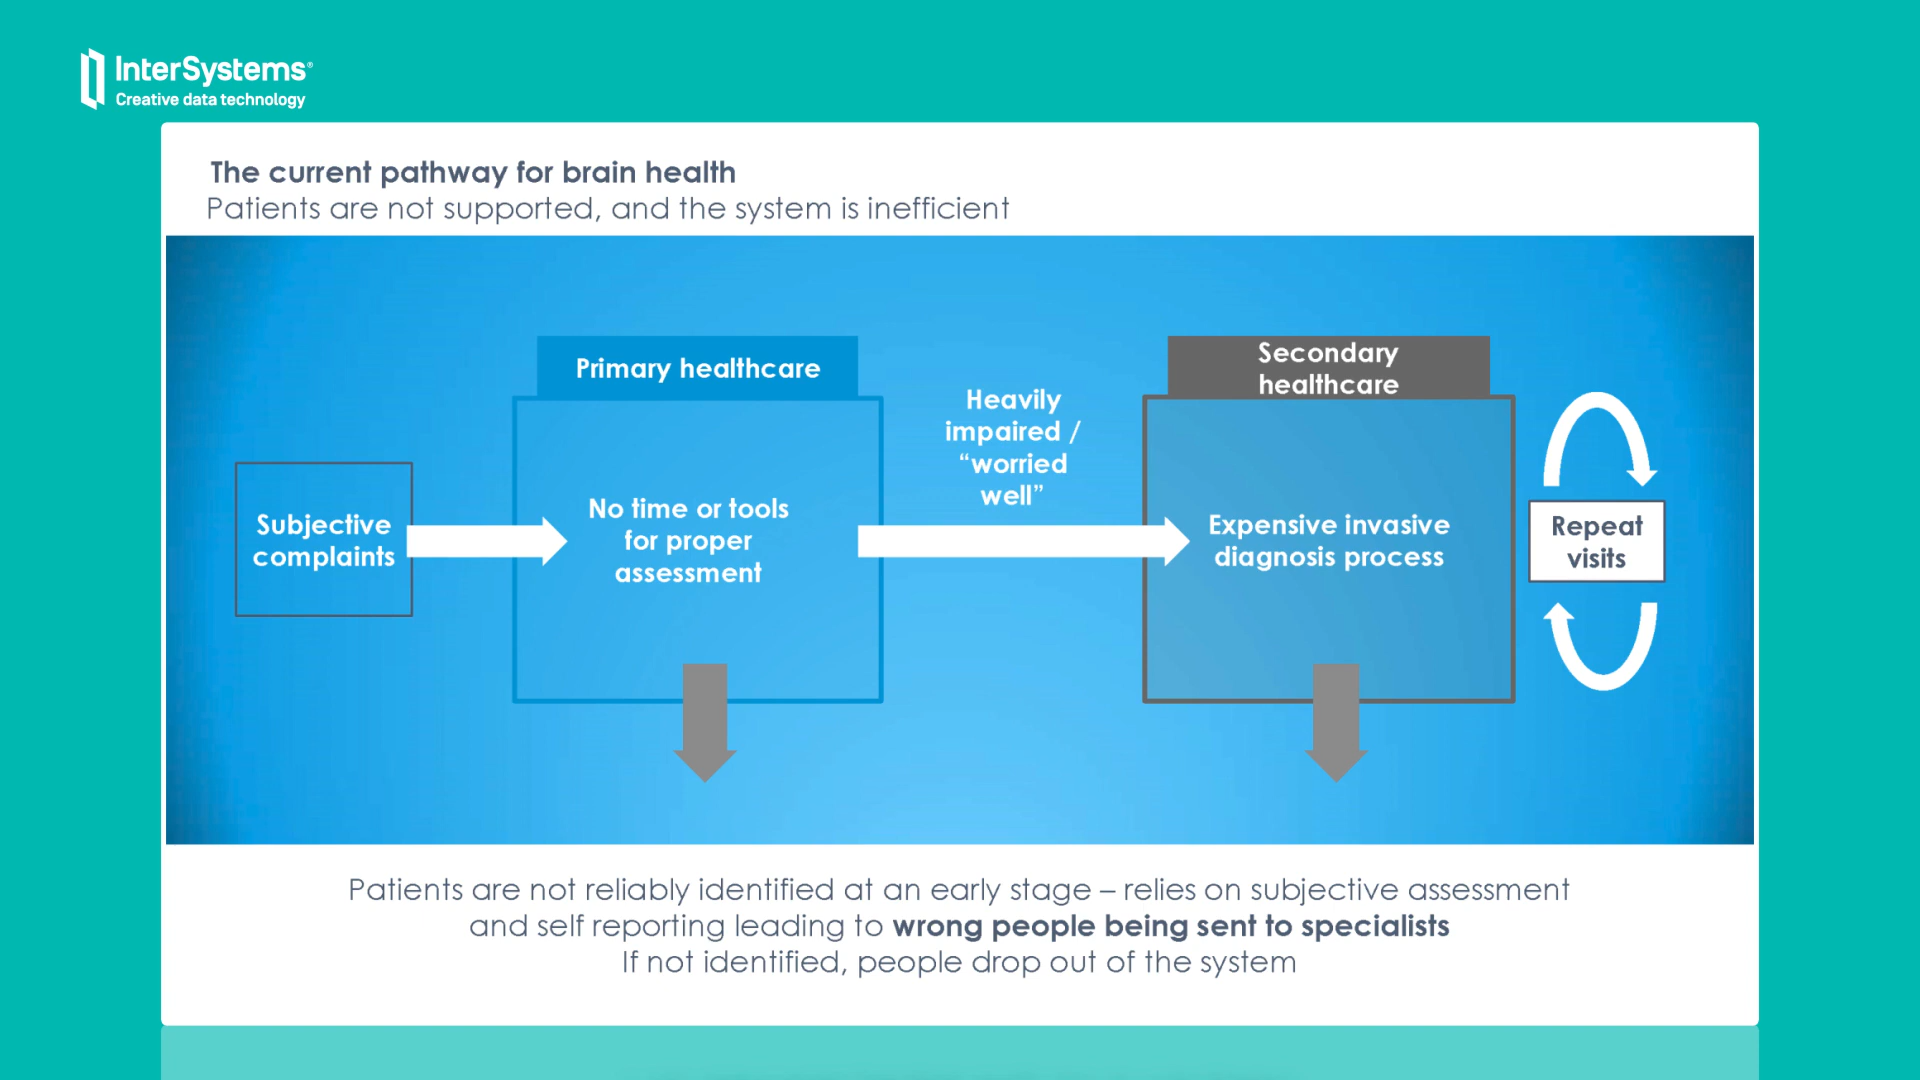 InterSystems®
Creative data technology
The current pathway for brain health
Patients are not supported, and the system is inefficient
Subjective
complaints
Primary healthcare
No time or tools
for proper
assessment
Heavily
impaired /
“worried
well”
Secondary
healthcare
Expensive invasive
diagnosis process
Repeat
visits
Patients are not reliably identified at an early stage – relies on subjective assessment
and self reporting leading to wrong people being sent to specialists
If not identified, people drop out of the system